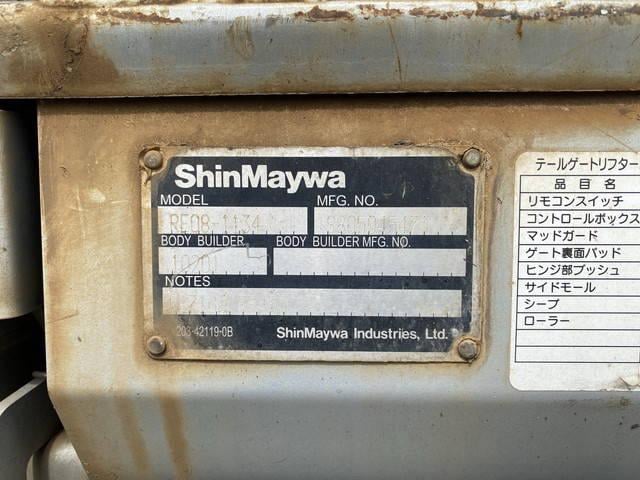 ShinMaywa
MODEL
MFG. NO.
BODY BUILDER
BODY BUILDER MFG. NO.
NOTES
203-42119-0B
ShinMaywa Industries, Ltd.
テールゲートリフター
品目名
リモコンスイッチ
コントロールボックス
マッドガード
ゲート裏面パッド
ヒンジ部ブッシュ
サイドモール
シーブ
ローラー